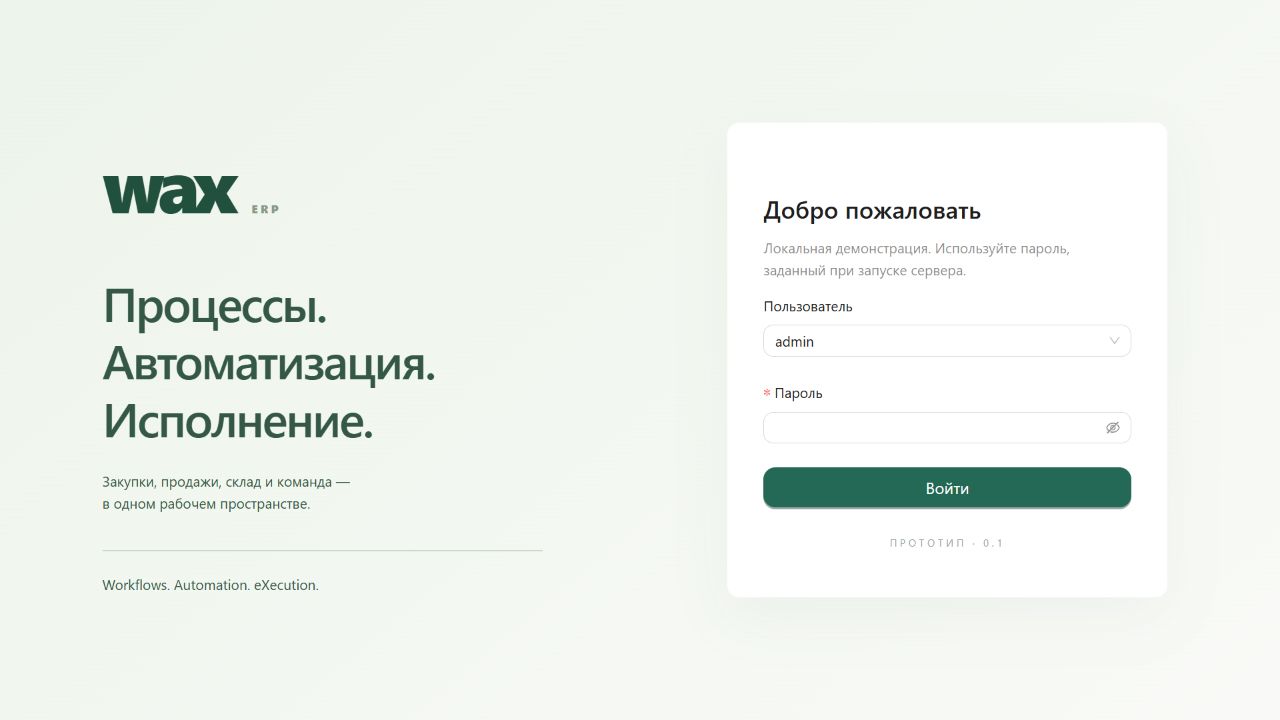 wax ERP
Процессы.
Автоматизация.
Исполнение.
Закупки, продажи, склад и команда —
в одном рабочем пространстве.
Workflows. Automation. eXecution.
Добро пожаловать
Локальная демонстрация. Используйте пароль,
заданный при запуске сервера.
Пользователь
admin
* Пароль
Войти
ПРОТОТИП · 0.1